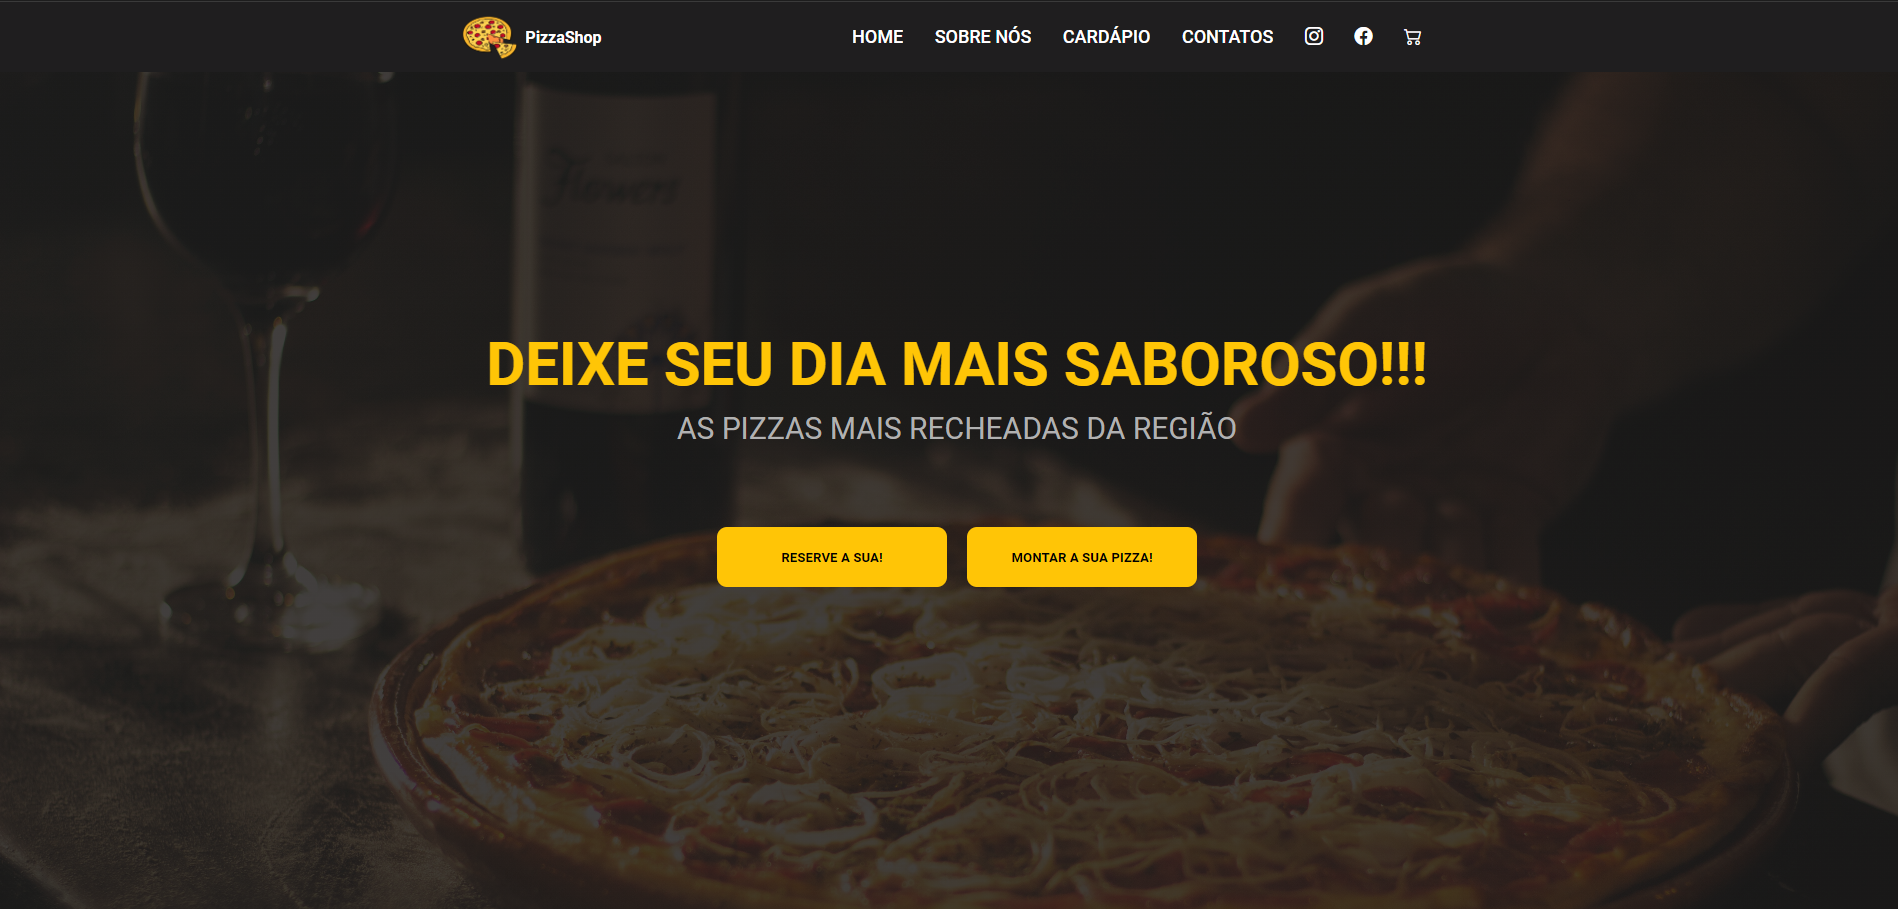 PizzaShop
HOME SOBRE NÓS CARDÁPIO CONTATOS
Flowers
DEIXE SEU DIA MAIS SABOROSO!!!
AS PIZZAS MAIS RECHEADAS DA REGIÃO
RESERVE A SUA! MONTAR A SUA PIZZA!